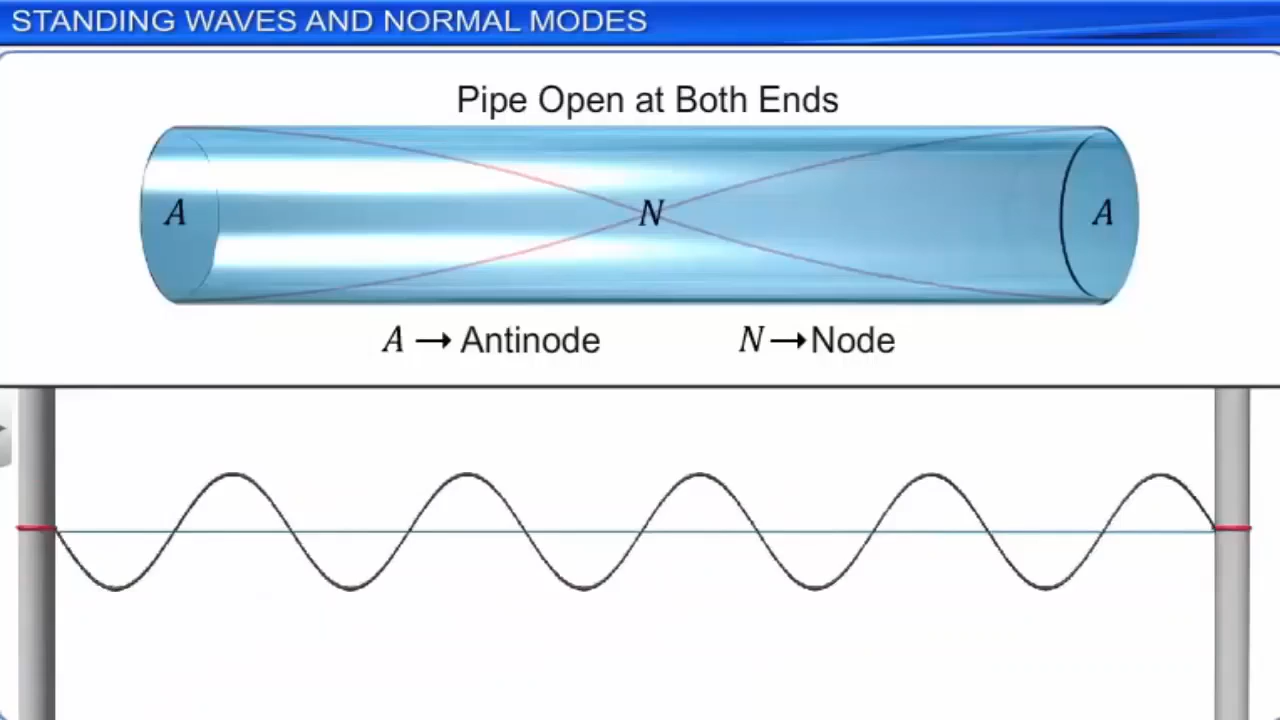 STANDING WAVES AND NORMAL MODES
Pipe Open at Both Ends
A N A
A → Antinode N → Node